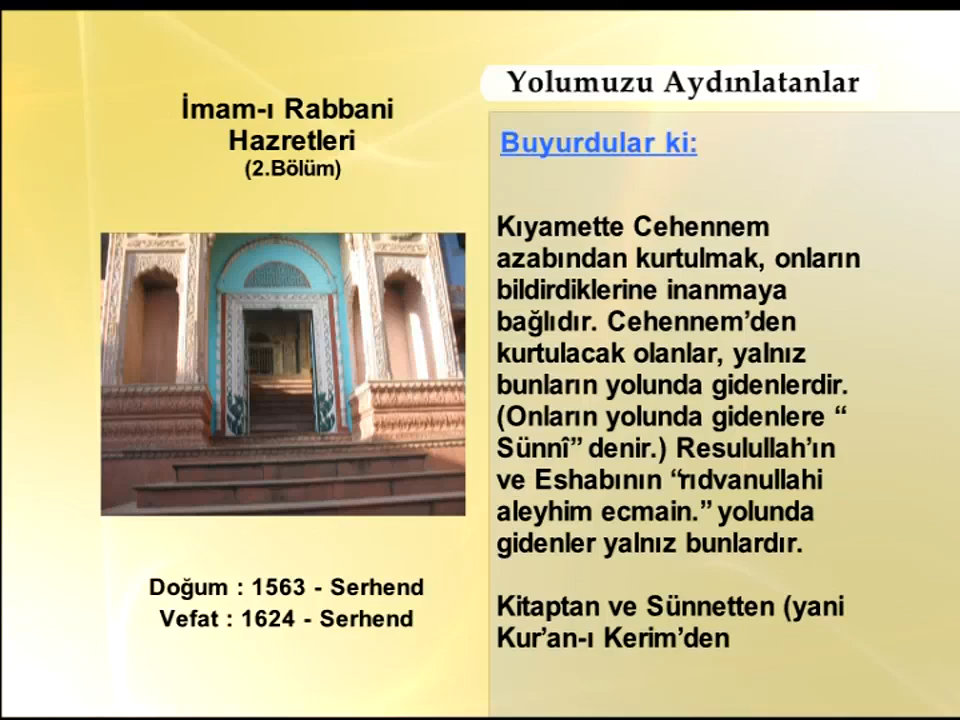 İmam-ı Rabbani
Hazretleri
(2.Bölüm)
Doğum : 1563 - Serhend
Vefat : 1624 - Serhend
Yolumuzu Aydınlatanlar
Buyurdular ki:
Kıyamette Cehennem
azabından kurtulmak, onların
bildirdiklerine inanmaya
bağlıdır. Cehennem’den
kurtulacak olanlar, yalnız
bunların yolunda gidenlerdir.
(Onların yolunda gidenlere “
Sünnî” denir.) Resulullah’ın
ve Eshabının “rıdvanullahi
aleyhim ecmain.” yolunda
gidenler yalnız bunlardır.
Kitaptan ve Sünnetten (yani
Kur’an-ı Kerim’den